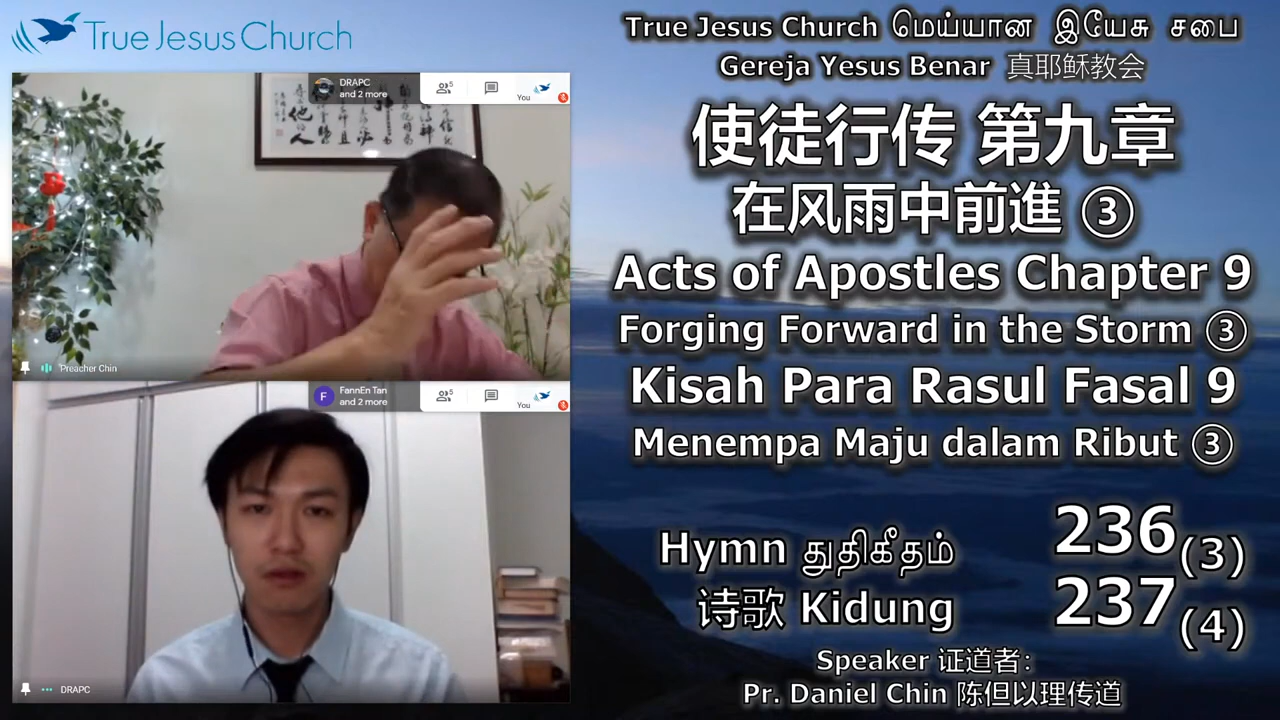 True Jesus Church
DRAPC
and 2 more
5
You
Preacher Chin
FannEn Tan
and 2 more
F
5
You
DRAPC
True Jesus Church மெய்யான இயேசு சபை
Gereja Yesus Benar 真耶稣教会
使徒行传 第九章
在风雨中前進 ③
Acts of Apostles Chapter 9
Forging Forward in the Storm ③
Kisah Para Rasul Fasal 9
Menempa Maju dalam Ribut ③
Hymn துதிகீதம் 236(3)
诗歌 Kidung 237(4)
Speaker 证道者:
Pr. Daniel Chin 陈但以理传道